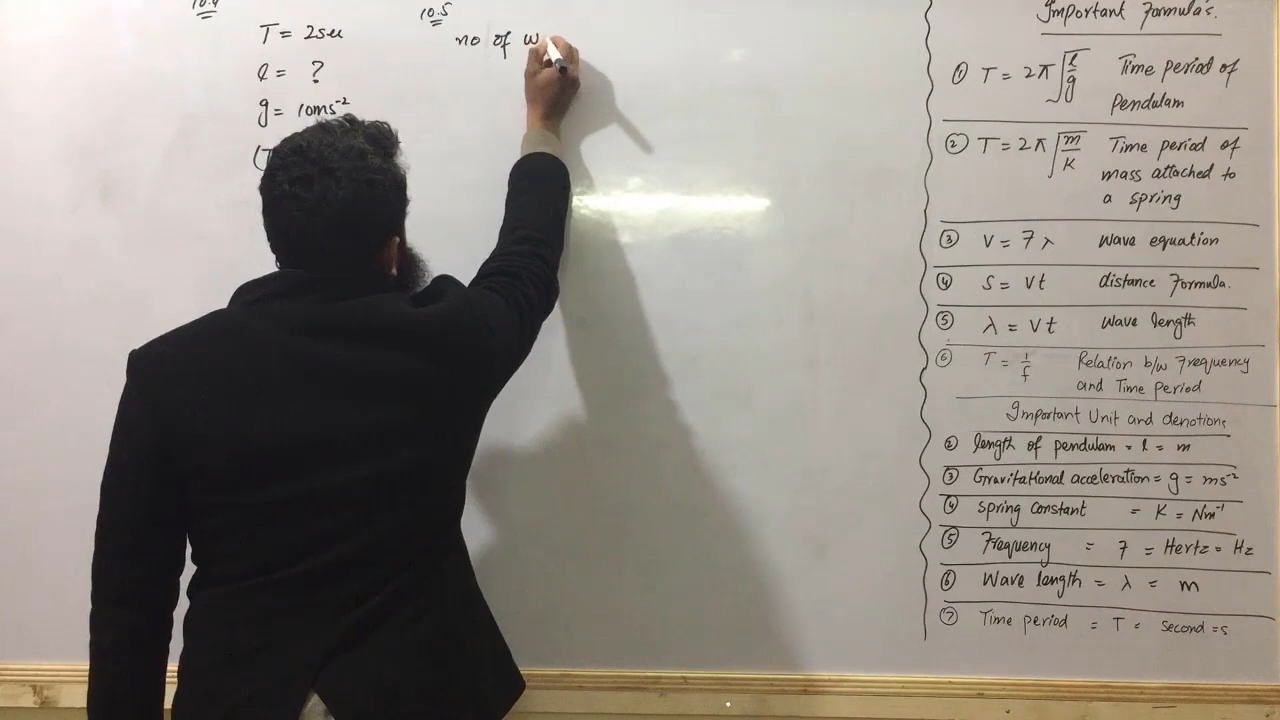 10.4
T = 2sec
l = ?
g = 10ms⁻²
(T
10.5
no of w
Important Formula's.
① T = 2π√l/g Time period of
pendulam
② T = 2π√m/K Time period of
mass attached to
a spring
③ v = fλ wave equation
④ S = vt distance Formula.
⑤ λ = vt wave length
⑥ T = 1/f Relation b/w Frequency
and Time period
Important Unit and denotions
② length of pendulam = l = m
③ Gravitational acceleration = g = ms⁻²
④ Spring constant = K = Nm⁻¹
⑤ Frequency = f = Hertz = Hz
⑥ Wave length = λ = m
⑦ Time period = T = second = s